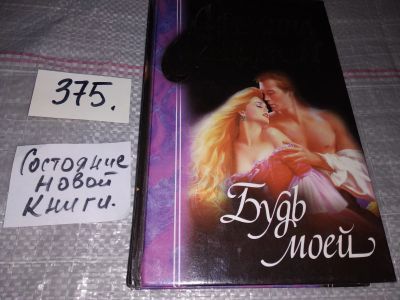 375.
Состояние
новой
книги.
Будь
моей